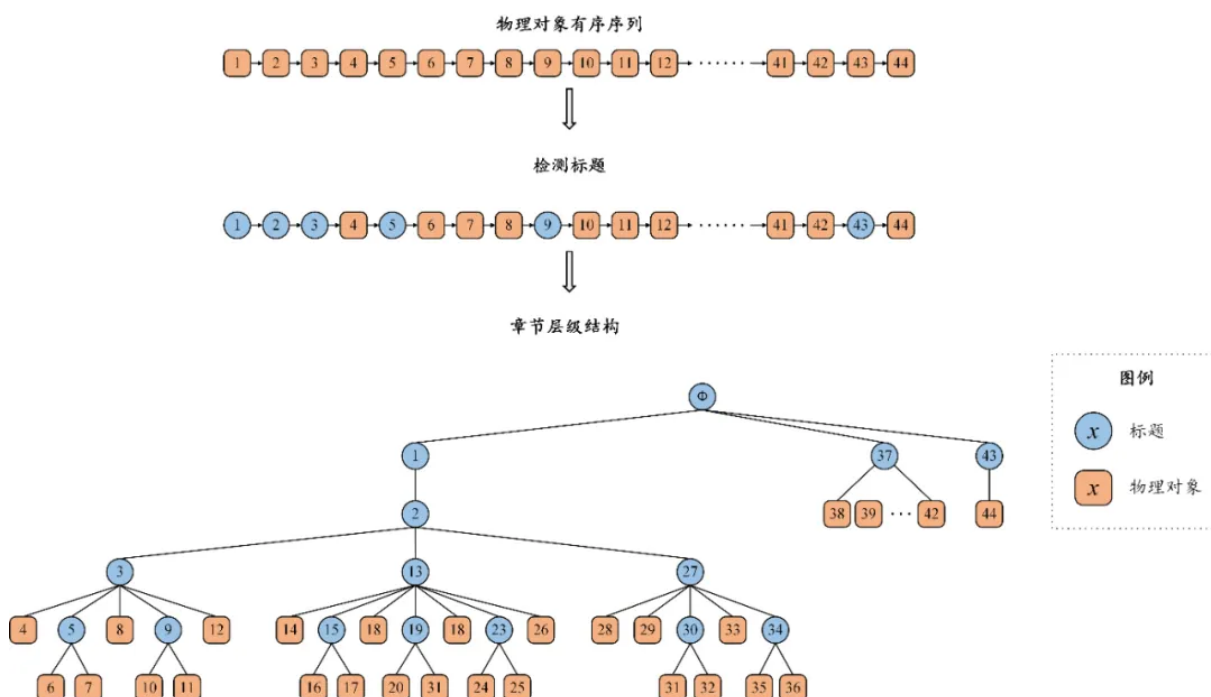 物理对象有序序列
1 2 3 4 5 6 7 8 9 10 11 12 ······ 41 42 43 44
检测标题
1 2 3 4 5 6 7 8 9 10 11 12 ······ 41 42 43 44
章节层级结构
图例
x 标题
x 物理对象
Φ
1 37 43
2 38 39 ··· 42 44
3 13 27
4 5 8 9 12 14 15 18 19 18 23 26 28 29 30 33 34
6 7 10 11 16 17 20 31 24 25 31 32 35 36